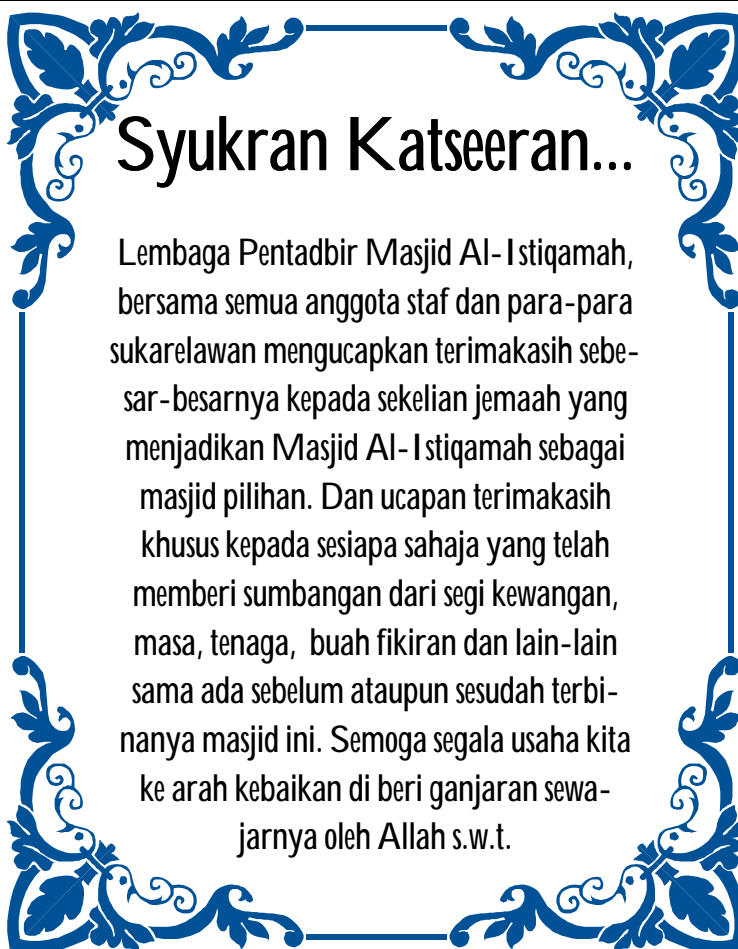 Syukran Katseeran...
Lembaga Pentadbir Masjid Al-Istiqamah,
bersama semua anggota staf dan para-para
sukarelawan mengucapkan terimakasih sebe-
sar-besarnya kepada sekelian jemaah yang
menjadikan Masjid Al-Istiqamah sebagai
masjid pilihan. Dan ucapan terimakasih
khusus kepada sesiapa sahaja yang telah
memberi sumbangan dari segi kewangan,
masa, tenaga, buah fikiran dan lain-lain
sama ada sebelum ataupun sesudah terbi-
nanya masjid ini. Semoga segala usaha kita
ke arah kebaikan di beri ganjaran sewa-
jarnya oleh Allah s.w.t.